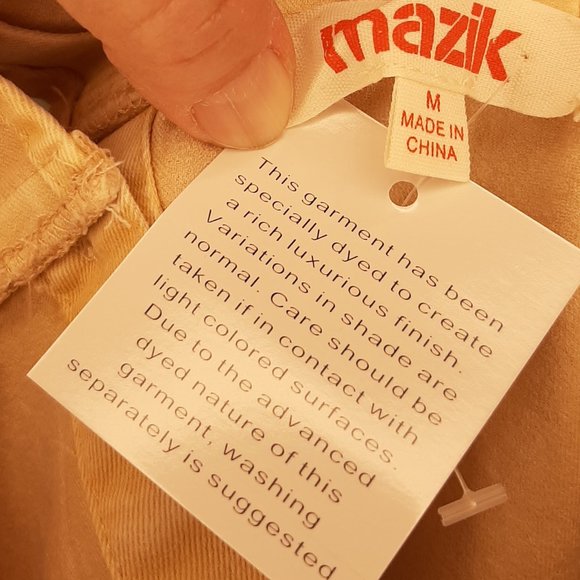 mazik
M
MADE IN
CHINA
This garment has been
specially dyed to create
a rich luxurious finish.
Variations in shade are
normal. Care should be
taken if in contact with
light colored surfaces.
Due to the advanced
dyed nature of this
garment, washing
separately is suggested